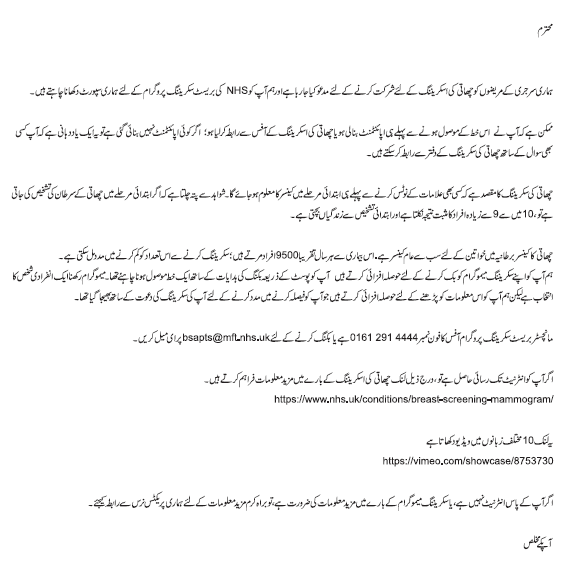 محترم
ہماری سرجری کے مریضوں کو چھاتی کی اسکریننگ کے لئے شرکت کرنے کے لئے مدعو کیا جارہا ہے اور ہم آپ کو NHS کی بریسٹ سکریننگ پروگرام کے لئے ہماری سپورٹ دکھانا چاہتے ہیں۔
ممکن ہے کہ آپ نے اس خط کے موصول ہونے سے پہلے ہی اپائنٹمنٹ بنالی ہو یا چھاتی کی اسکریننگ کے آفس سے رابطہ کرلیا ہو؛ اگر کوئی اپائنٹمنٹ نہیں بنائی گئی ہے تو یہ ایک یاد دہانی ہے کہ آپ کسی
بھی سوال کے ساتھ چھاتی کی سکریننگ کے دفتر سے رابطہ کرسکتے ہیں۔
چھاتی کی سکریننگ کا مقصد ہے کہ کسی بھی علامات کے نوٹس کرنے سے پہلے ہی ابتدائی مرحلے میں کینسر کا معلوم ہوجائے گا۔ شواہد سے پتہ چلتا ہے کہ اگر ابتدائی مرحلے میں چھاتی کے سرطان کی تشخیص کی جاتی
ہے تو، 10 میں سے 9 سے زیادہ افراد کا مثبت نتیجہ نکلتا ہے اور ابتدائی تشخیص سے زندگیاں بچتی ہے۔
چھاتی کا کینسر برطانیہ میں خواتین کے لئے سب سے عام کینسر ہے۔ اس بیماری سے ہر سال تقریبا 9500 افراد مرتے ہیں؛ سکریننگ کرنے سے اس تعداد کو کم کرنے میں مدد مل سکتی ہے۔
ہم آپ کو اپنے سکریننگ میموگرام کو بک کرنے کے لئے حوصلہ افزائی کرتے ہیں آپ کو پوسٹ کے ذریعہ بکنگ کی ہدایات کے ساتھ ایک خط موصول ہونا چاہئے تھا۔ میموگرام رکھنا ایک انفرادی شخص کا
انتخاب ہے لیکن ہم آپ کو اس معلومات کو پڑھنے کے لئے حوصلہ افزائی کرتے ہیں جو آپ کو فیصلہ کرنے میں مدد کرنے کے لئے آپ کی سکریننگ کی دعوت کے ساتھ بھیجا گیا تھا۔
مانچسٹر بریسٹ سکریننگ پروگرام آفس کا فون نمبر 0161 291 4444 ہے یا بکنگ کرنے کے لئے bsapts@mft.nhs.uk پر ای میل کریں۔
اگر آپ کو انٹرنیٹ تک رسائی حاصل ہے تو، درج ذیل لنک چھاتی کی اسکریننگ کے بارے میں مزید معلومات فراہم کرتے ہیں۔
https://www.nhs.uk/conditions/breast-screening-mammogram/
یہ لنک 10 مختلف زبانوں میں ویڈیو دکھاتا ہے
https://vimeo.com/showcase/8753730
اگر آپ کے پاس انٹرنیٹ نہیں ہے، یا سکریننگ میموگرام کے بارے میں مزید معلومات کی ضرورت ہے، تو براہ کرم مزید معلومات کے لئے ہماری پریکٹس نرس سے رابطہ کیجئے۔
آپکے مخلص